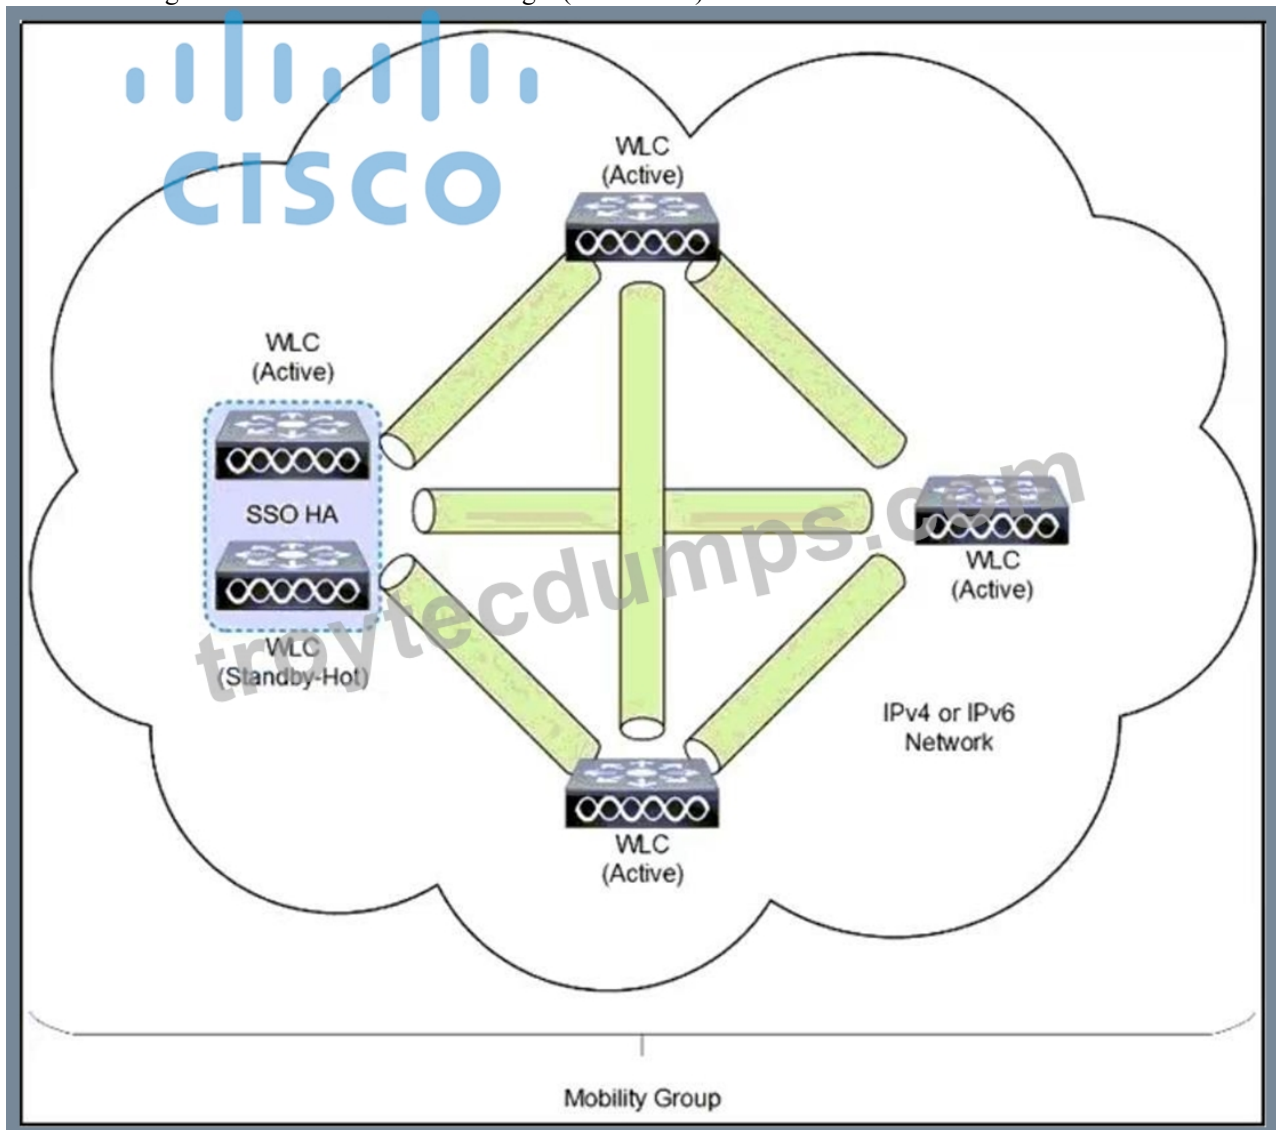 CISCO
WLC
(Active)
WLC
(Active)
SSO HA
WLC
(Standby-Hot)
WLC
(Active)
IPv4 or IPv6
Network
WLC
(Active)
Mobility Group
troytecdumps.com